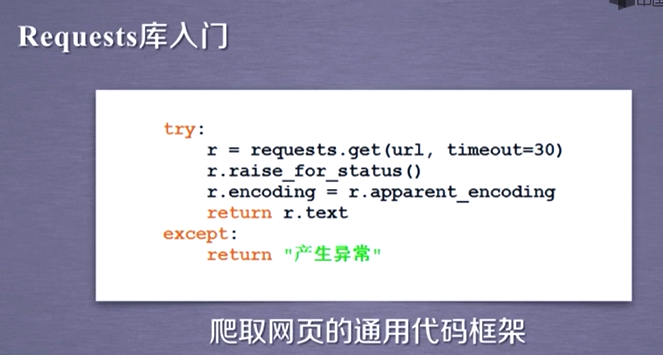 Requests库入门
try:
    r = requests.get(url, timeout=30)
    r.raise_for_status()
    r.encoding = r.apparent_encoding
    return r.text
except:
    return "产生异常"
爬取网页的通用代码框架